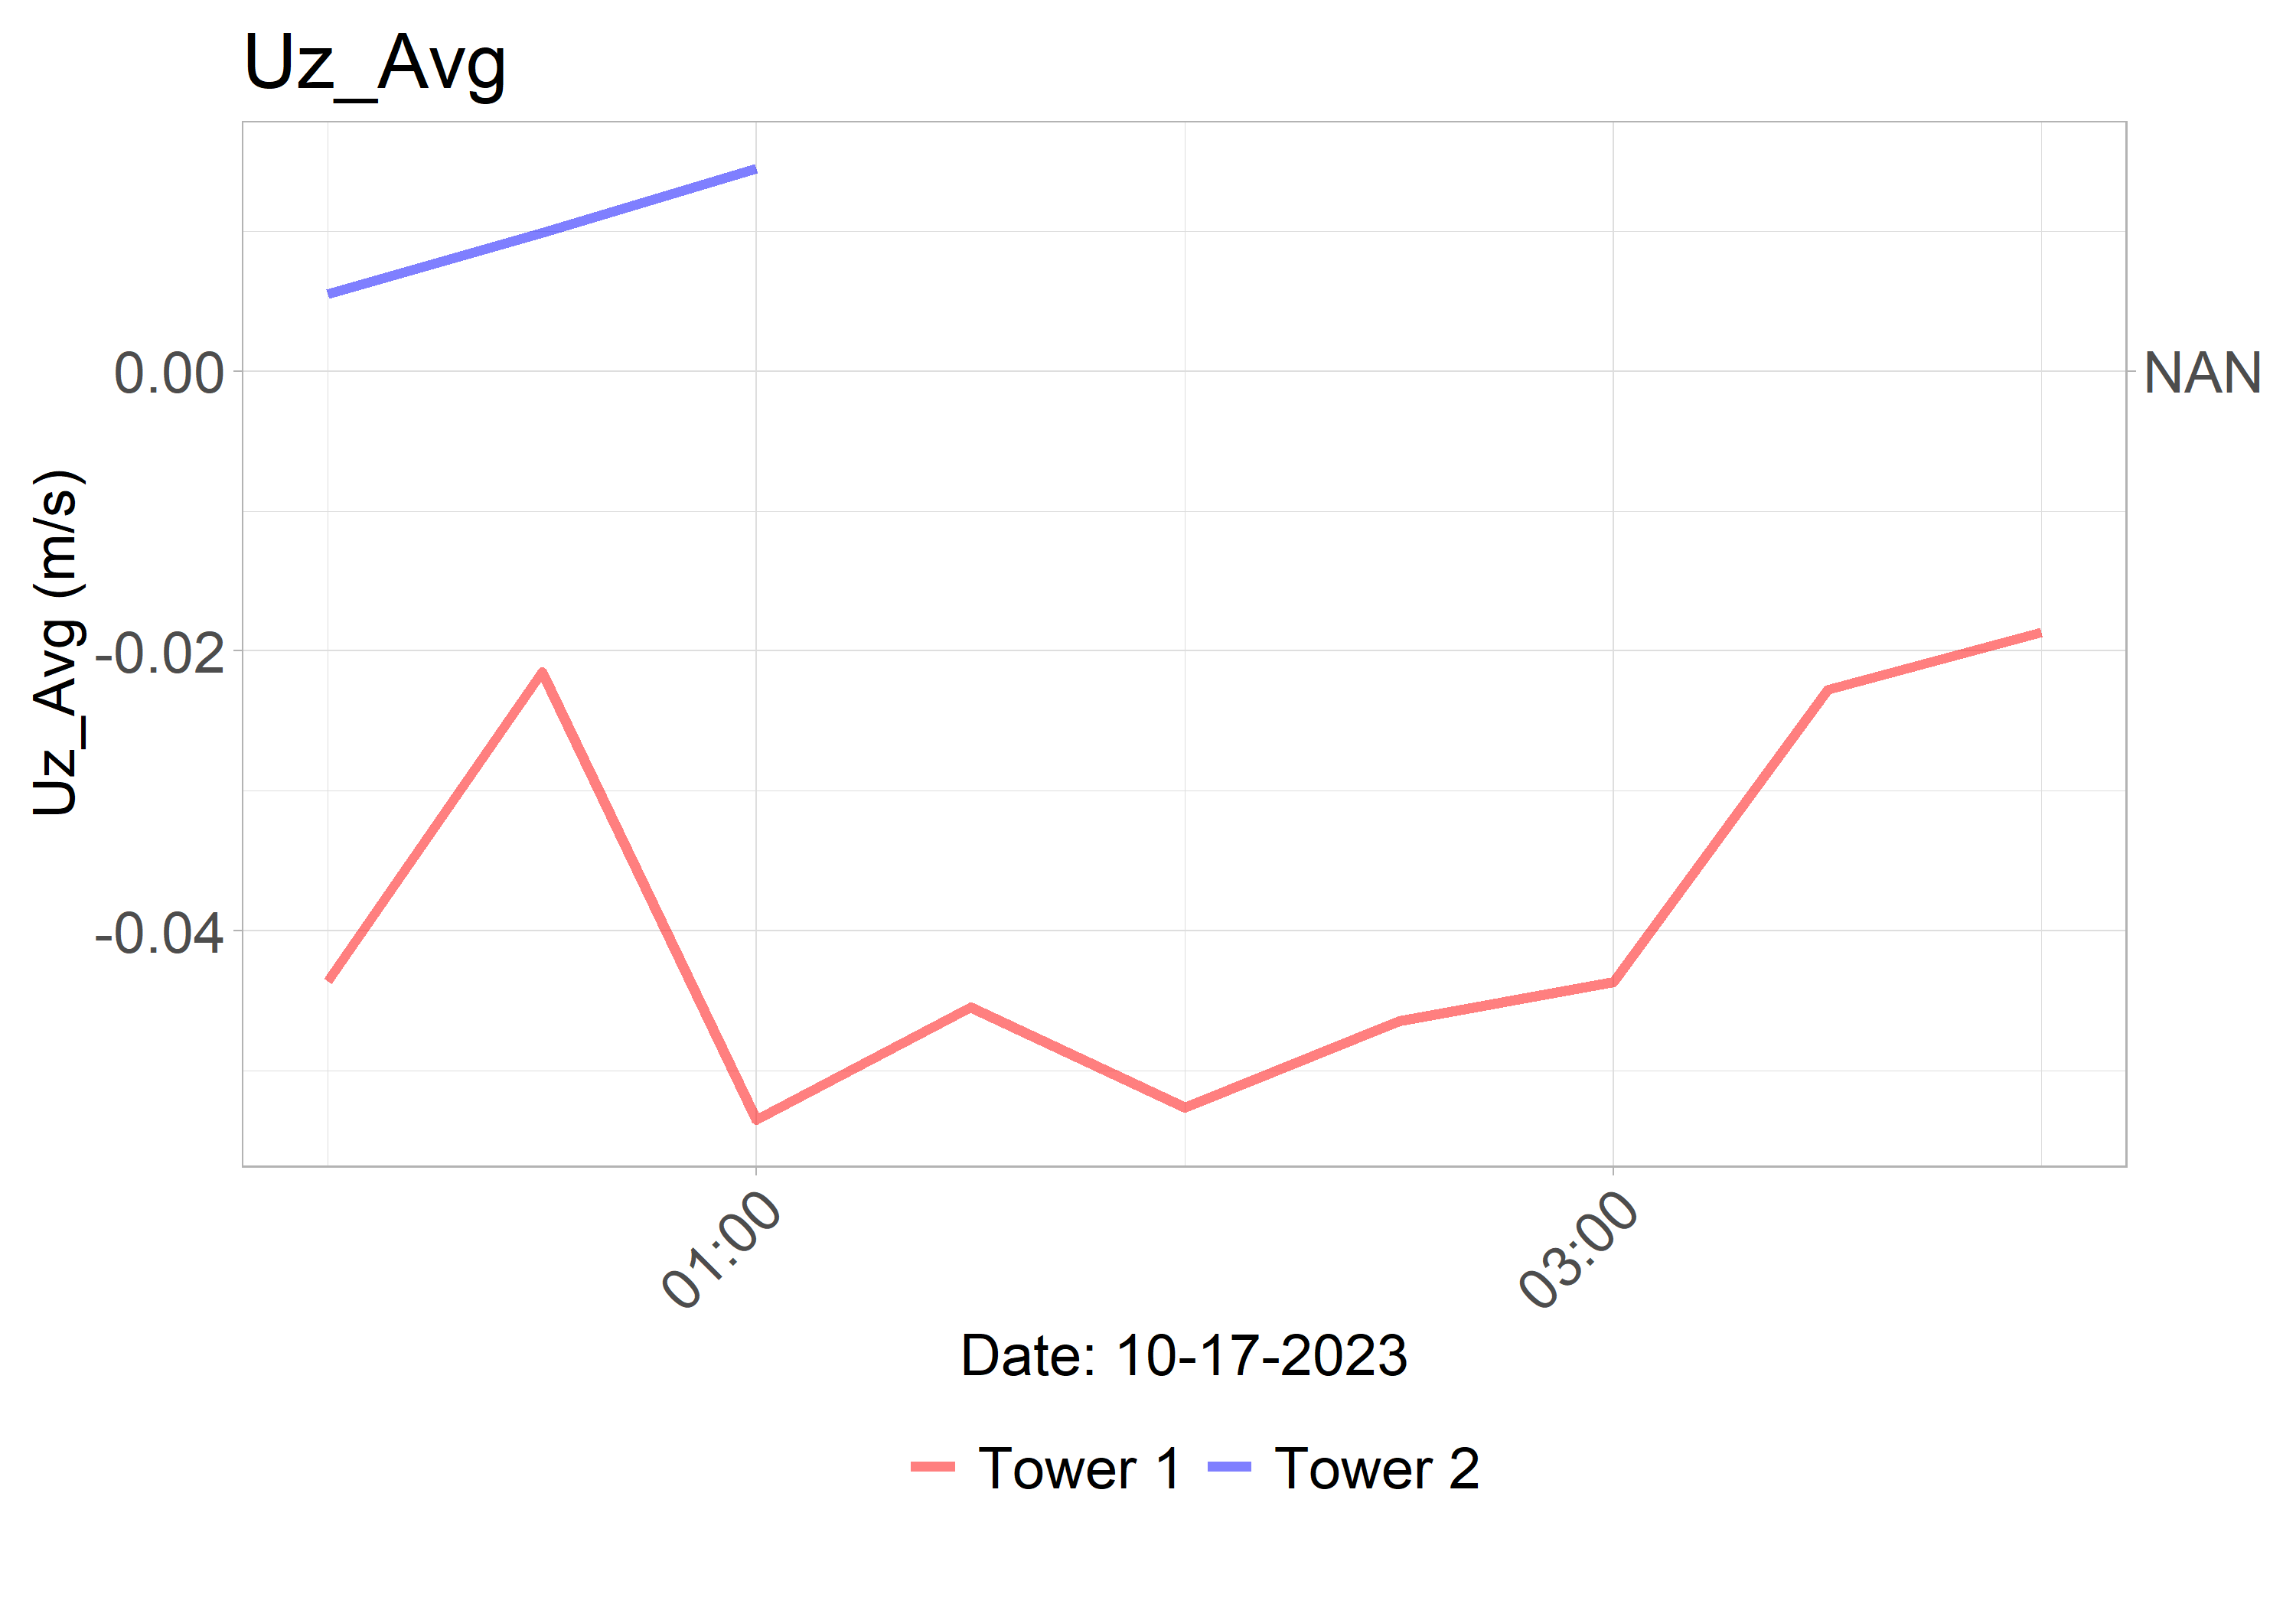 Uz_Avg
Uz_Avg (m/s)
0.00
-0.02
-0.04
NAN
01:00
03:00
Date: 10-17-2023
Tower 1
Tower 2